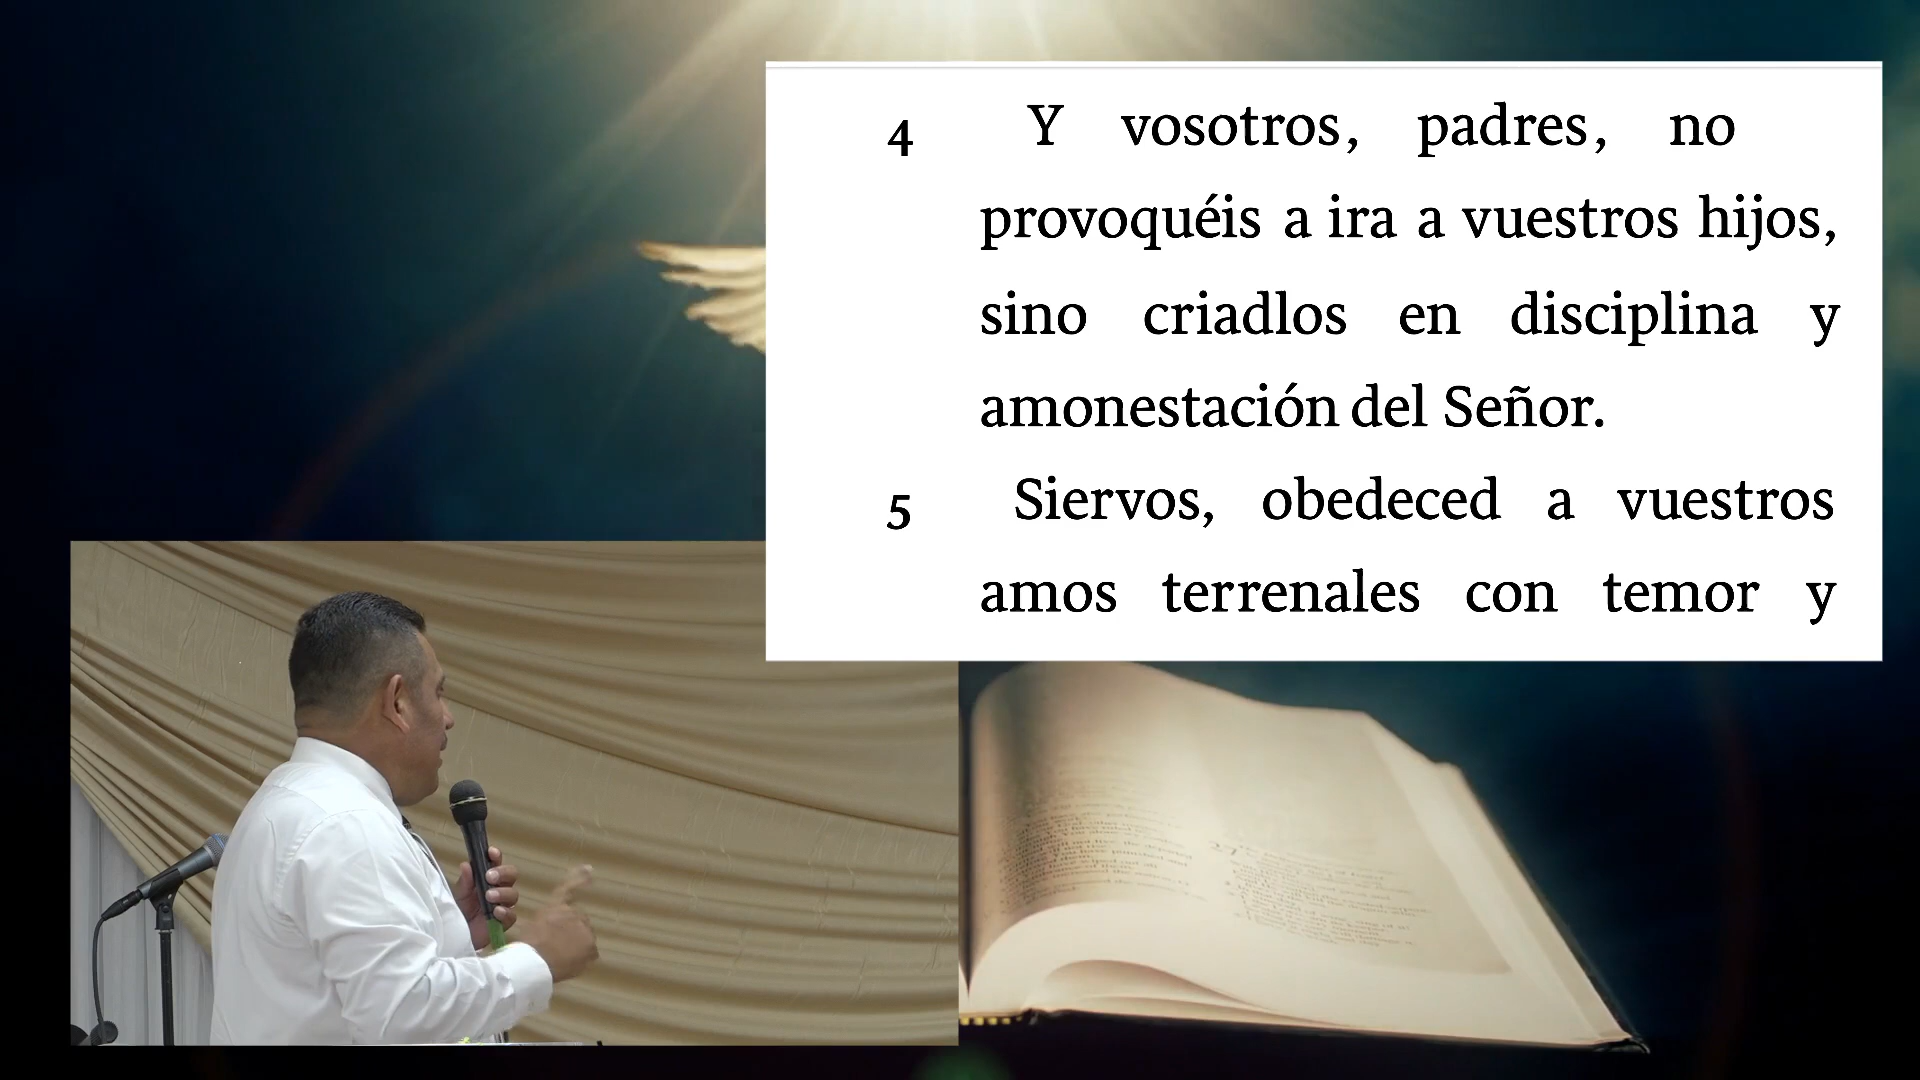 4 Y vosotros, padres, no
provoquéis a ira a vuestros hijos,
sino criadlos en disciplina y
amonestación del Señor.
5 Siervos, obedeced a vuestros
amos terrenales con temor y